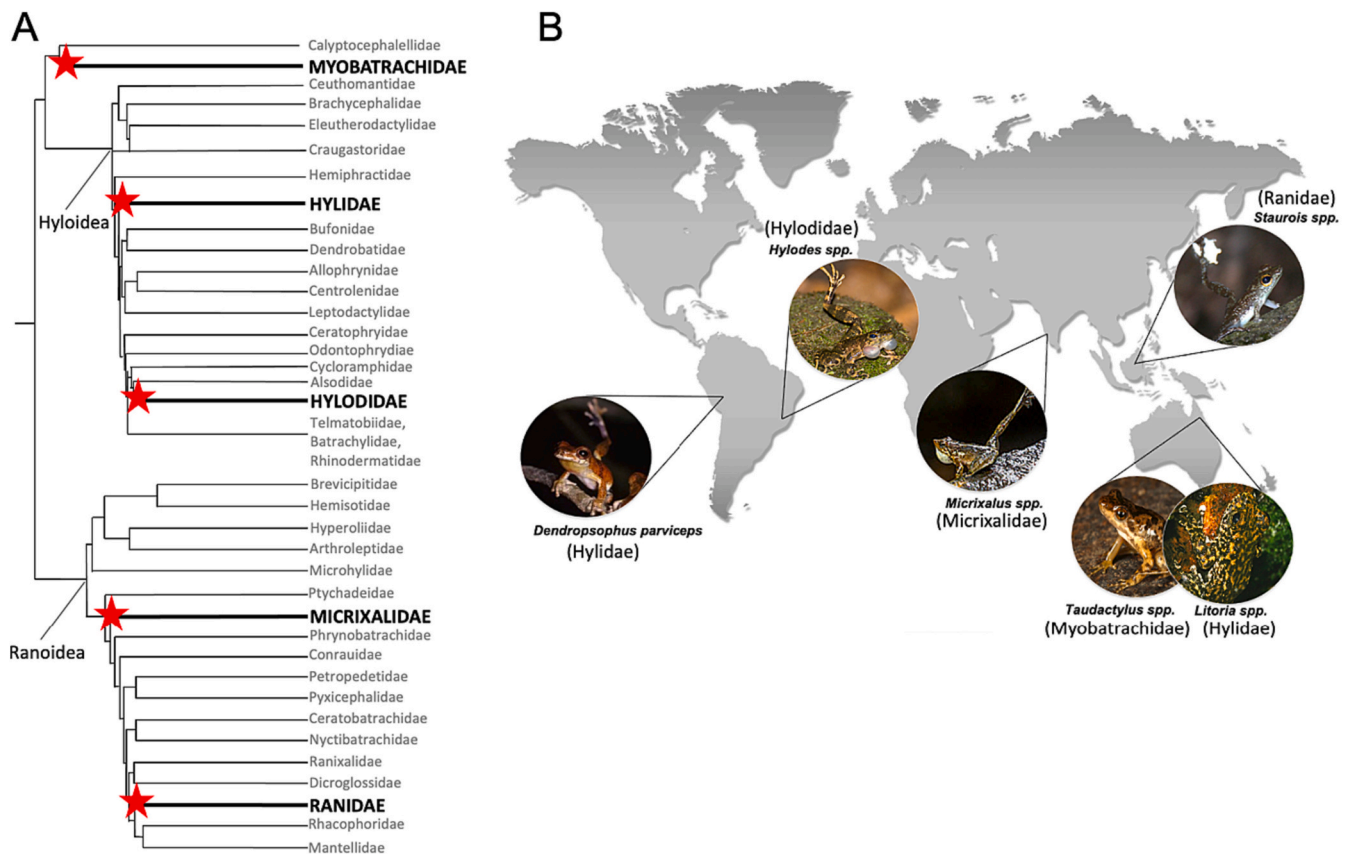 A
Calyptocephalellidae
MYOBATRACHIDAE
Ceuthomantidae
Brachycephalidae
Eleutherodactylidae
Craugastoridae
Hemiphractidae
Hyloidea
HYLIDAE
Bufonidae
Dendrobatidae
Allophrynidae
Centrolenidae
Leptodactylidae
Ceratophryidae
Odontophrydiae
Cycloramphidae
Alsodidae
HYLODIDAE
Telmatobiidae,
Batrachylidae,
Rhinodermatidae
Brevicipitidae
Hemisotidae
Hyperoliidae
Arthroleptidae
Microhylidae
Ptychadeidae
MICRIXALIDAE
Ranoidea
Phrynobatrachidae
Conrauidae
Petropedetidae
Pyxicephalidae
Ceratobatrachidae
Nyctibatrachidae
Ranixalidae
Dicroglossidae
RANIDAE
Rhacophoridae
Mantellidae
B
(Ranidae)
Staurois spp.
(Hylodidae)
Hylodes spp.
Dendropsophus parviceps
(Hylidae)
Micrixalus spp.
(Micrixalidae)
Taudactylus spp.
(Myobatrachidae)
Litoria spp.
(Hylidae)